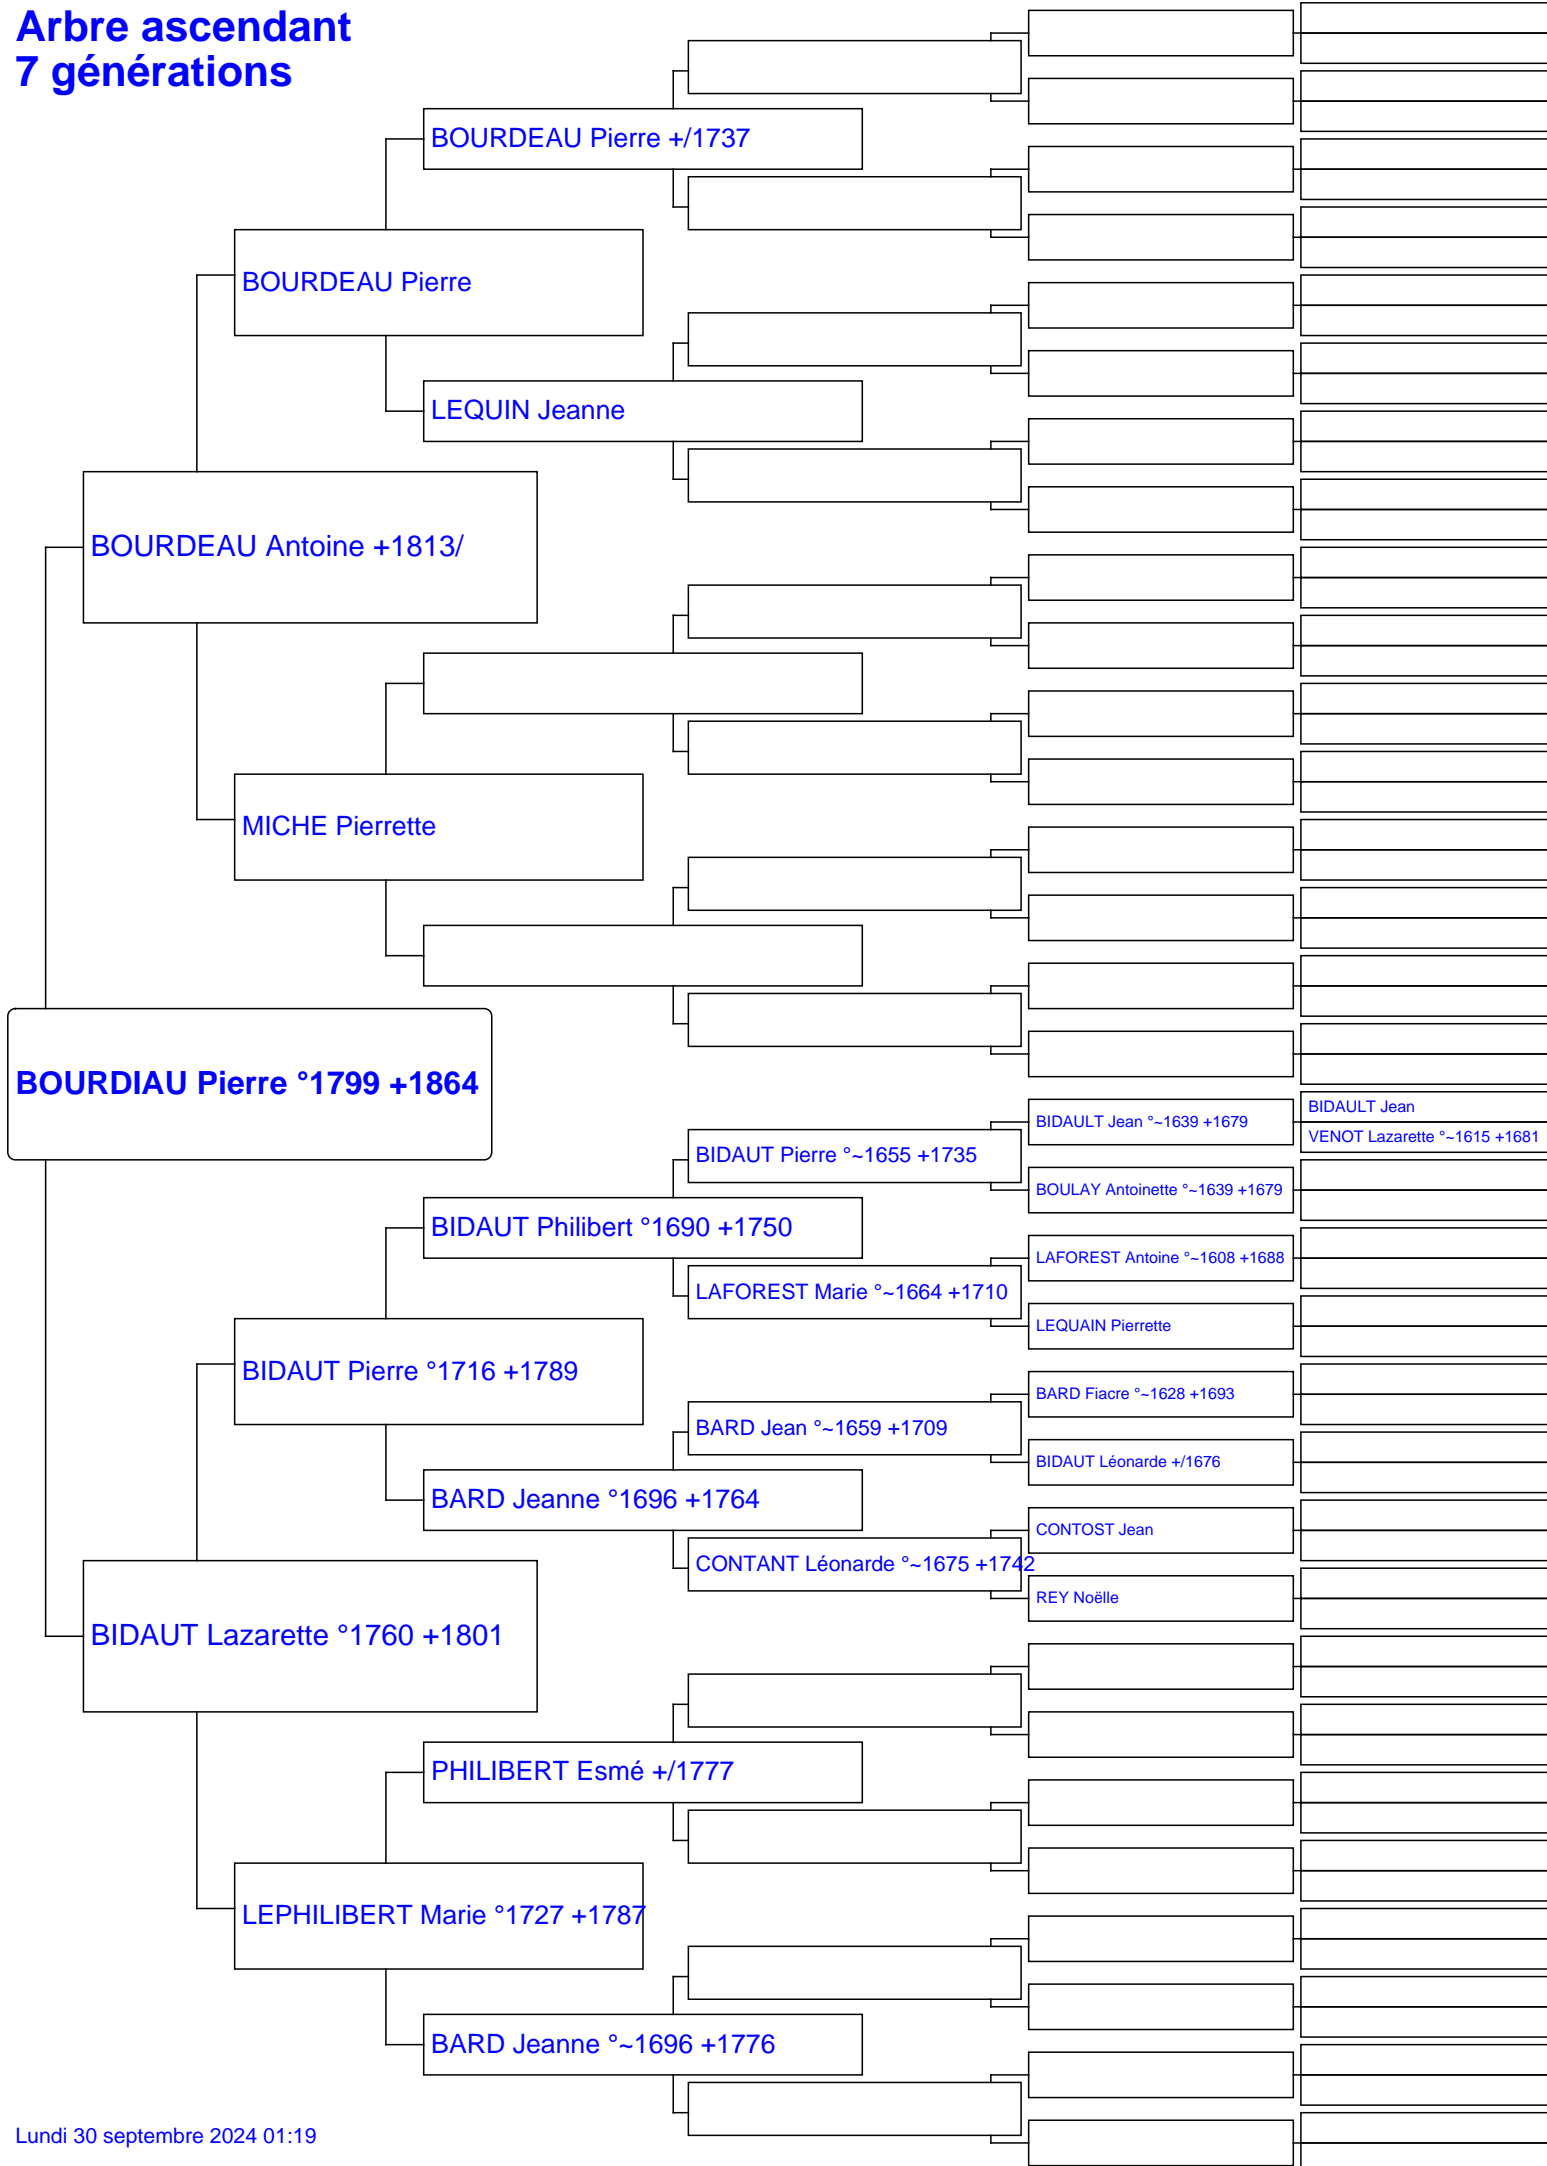 Arbre ascendant
7 générations
BOURDEAU Pierre +/1737
BOURDEAU Pierre
LEQUIN Jeanne
BOURDEAU Antoine +1813/
MICHE Pierrette
BOURDIAU Pierre °1799 +1864
BIDAULT Jean
BIDAULT Jean °~1639 +1679
VENOT Lazarette °~1615 +1681
BIDAUT Pierre °~1655 +1735
BOULAY Antoinette °~1639 +1679
BIDAUT Philibert °1690 +1750
LAFOREST Antoine °~1608 +1688
LAFOREST Marie °~1664 +1710
LEQUAIN Pierrette
BIDAUT Pierre °1716 +1789
BARD Fiacre °~1628 +1693
BARD Jean °~1659 +1709
BIDAUT Léonarde +/1676
BARD Jeanne °1696 +1764
CONTOST Jean
CONTANT Léonarde °~1675 +1742
REY Noëlle
BIDAUT Lazarette °1760 +1801
PHILIBERT Esmé +/1777
LEPHILIBERT Marie °1727 +1787
BARD Jeanne °~1696 +1776
Lundi 30 septembre 2024 01:19